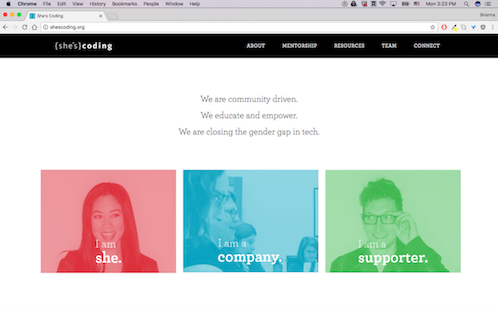 Chrome File Edit View History Bookmarks People Window Help
Mon 3:23 PM
She's Coding
Brianna
shescoding.org
{she's}coding
ABOUT MENTORSHIP RESOURCES TEAM CONNECT
We are community driven.
We educate and empower.
We are closing the gender gap in tech.
I am
she.
I am a
company.
I am a
supporter.